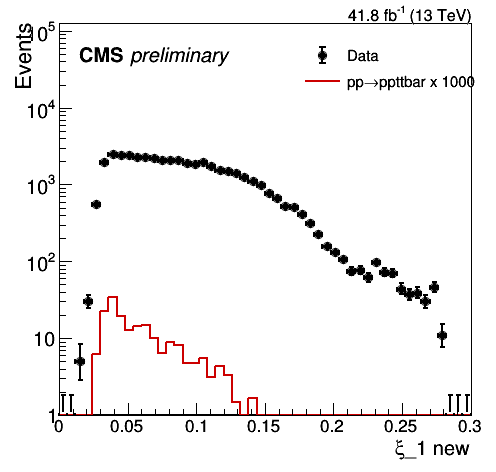 41.8 fb⁻¹ (13 TeV)
Events
CMS preliminary
Data
pp→ppttbar x 1000
10⁵
10⁴
10³
10²
10
1
0 0.05 0.1 0.15 0.2 0.25 0.3
ξ_1 new